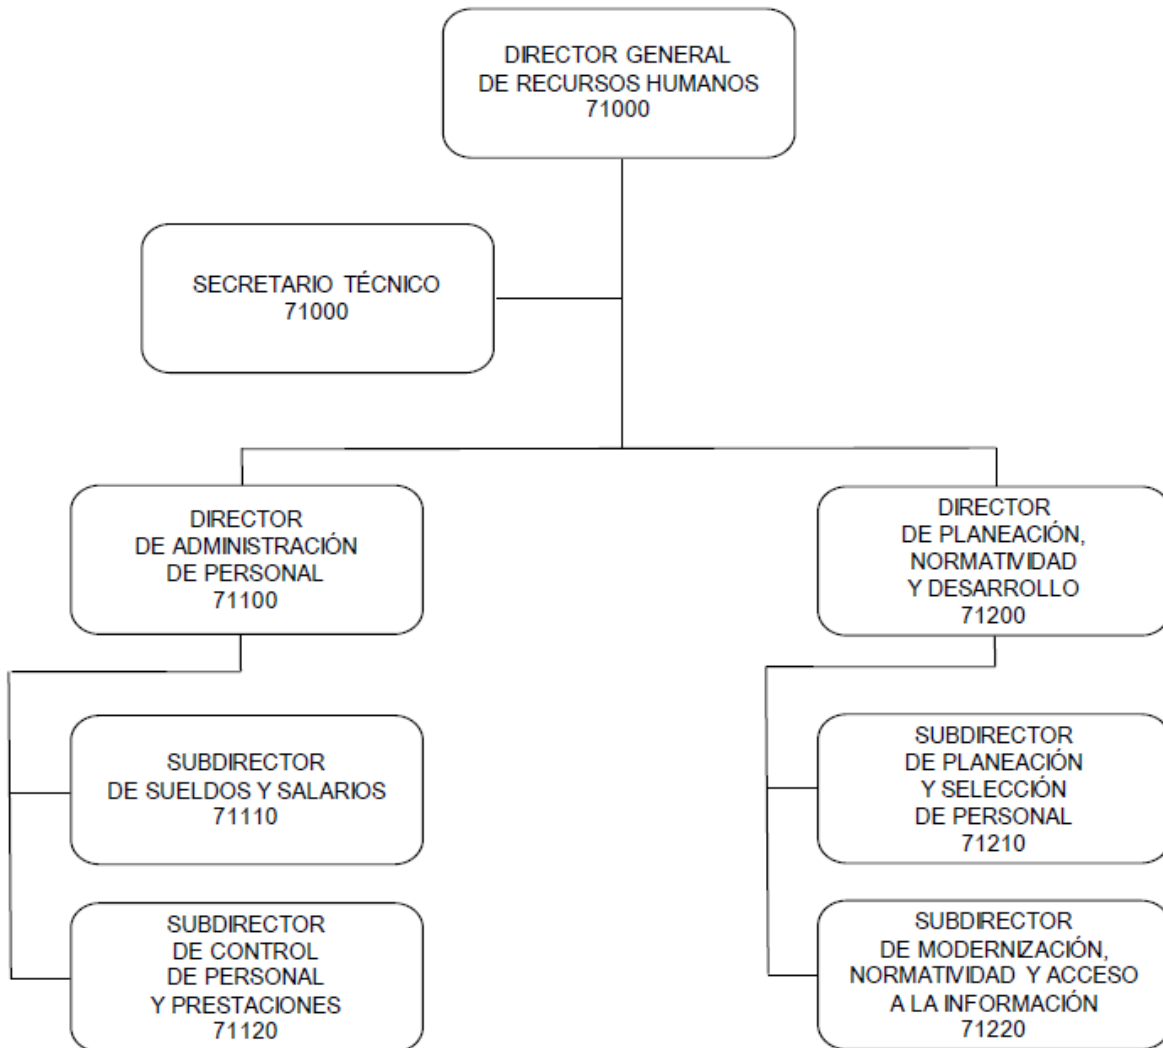 DIRECTOR GENERAL
DE RECURSOS HUMANOS
71000
SECRETARIO TÉCNICO
71000
DIRECTOR
DE ADMINISTRACIÓN
DE PERSONAL
71100
DIRECTOR
DE PLANEACIÓN,
NORMATIVIDAD
Y DESARROLLO
71200
SUBDIRECTOR
DE SUELDOS Y SALARIOS
71110
SUBDIRECTOR
DE PLANEACIÓN
Y SELECCIÓN
DE PERSONAL
71210
SUBDIRECTOR
DE CONTROL
DE PERSONAL
Y PRESTACIONES
71120
SUBDIRECTOR
DE MODERNIZACIÓN,
NORMATIVIDAD Y ACCESO
A LA INFORMACIÓN
71220